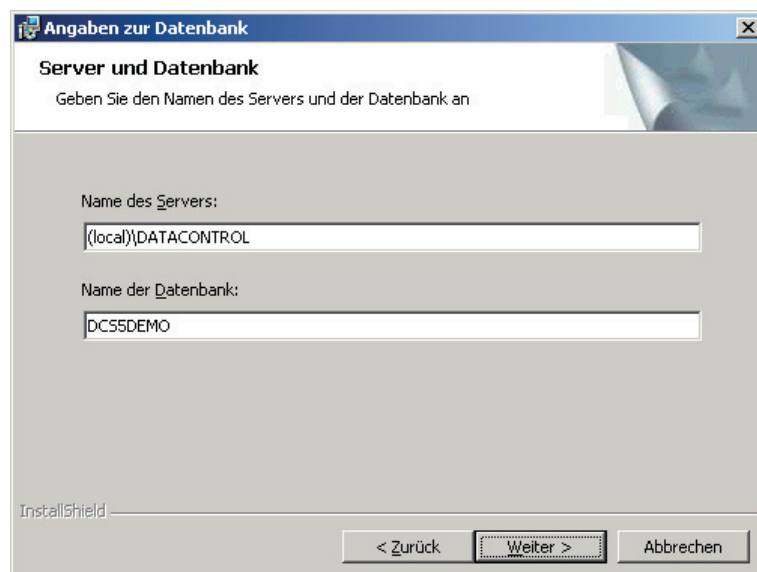 Angaben zur Datenbank
Server und Datenbank
Geben Sie den Namen des Servers und der Datenbank an
Name des Servers:
(local)\DATACONTROL
Name der Datenbank:
DCS5DEMO
InstallShield
< Zurück
Weiter >
Abbrechen